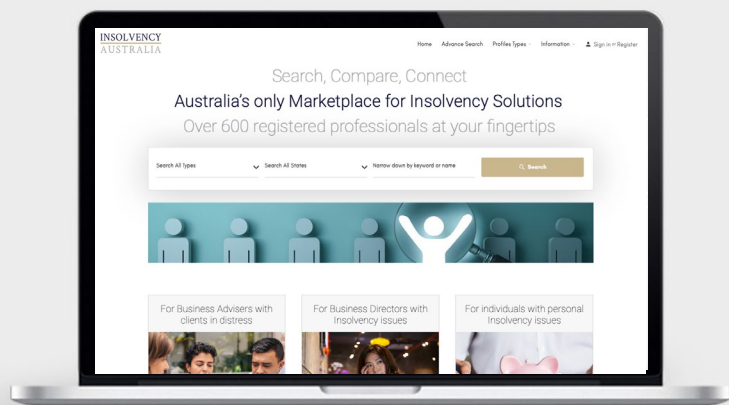 INSOLVENCY
AUSTRALIA
Home Advance Search Profiles Types Information Sign in or Register
Search, Compare, Connect
Australia's only Marketplace for Insolvency Solutions
Over 600 registered professionals at your fingertips
Search All Types Search All States Narrow down by keyword or name Search
For Business Advisers with
clients in distress
For Business Directors with
Insolvency issues
For individuals with personal
Insolvency issues